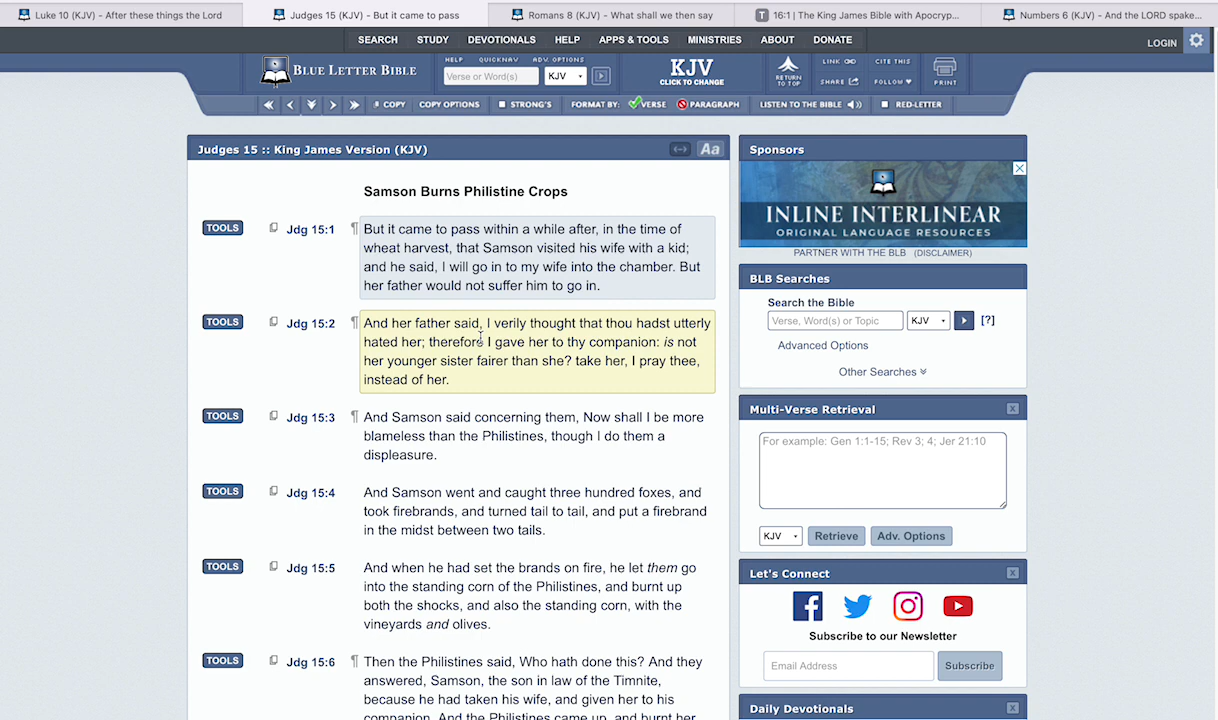 Luke 10 (KJV) - After these things the Lord
Judges 15 (KJV) - But it came to pass
Romans 8 (KJV) - What shall we then say
T 16:1 | The King James Bible with Apocryp...
Numbers 6 (KJV) - And the LORD spake...
SEARCH STUDY DEVOTIONALS HELP APPS & TOOLS MINISTRIES ABOUT DONATE
LOGIN
BLUE LETTER BIBLE
HELP QUICKNAV ADV. OPTIONS
Verse or Word(s) KJV
KJV
CLICK TO CHANGE
RETURN
TO TOP
LINK CITE THIS
SHARE FOLLOW
PRINT
COPY COPY OPTIONS STRONG'S FORMAT BY: VERSE PARAGRAPH LISTEN TO THE BIBLE RED-LETTER
Judges 15 :: King James Version (KJV)
Aa
Samson Burns Philistine Crops
TOOLS Jdg 15:1 ¶ But it came to pass within a while after, in the time of
wheat harvest, that Samson visited his wife with a kid;
and he said, I will go in to my wife into the chamber. But
her father would not suffer him to go in.
TOOLS Jdg 15:2 ¶ And her father said, I verily thought that thou hadst utterly
hated her; therefore I gave her to thy companion: is not
her younger sister fairer than she? take her, I pray thee,
instead of her.
TOOLS Jdg 15:3 ¶ And Samson said concerning them, Now shall I be more
blameless than the Philistines, though I do them a
displeasure.
TOOLS Jdg 15:4 And Samson went and caught three hundred foxes, and
took firebrands, and turned tail to tail, and put a firebrand
in the midst between two tails.
TOOLS Jdg 15:5 And when he had set the brands on fire, he let them go
into the standing corn of the Philistines, and burnt up
both the shocks, and also the standing corn, with the
vineyards and olives.
TOOLS Jdg 15:6 ¶ Then the Philistines said, Who hath done this? And they
answered, Samson, the son in law of the Timnite,
because he had taken his wife, and given her to his
companion. And the Philistines came up, and burnt her
Sponsors
INLINE INTERLINEAR
ORIGINAL LANGUAGE RESOURCES
PARTNER WITH THE BLB (DISCLAIMER)
BLB Searches
Search the Bible
Verse, Word(s) or Topic KJV [?]
Advanced Options
Other Searches
Multi-Verse Retrieval
For example: Gen 1:1-15; Rev 3; 4; Jer 21:10
KJV Retrieve Adv. Options
Let's Connect
Subscribe to our Newsletter
Email Address Subscribe
Daily Devotionals